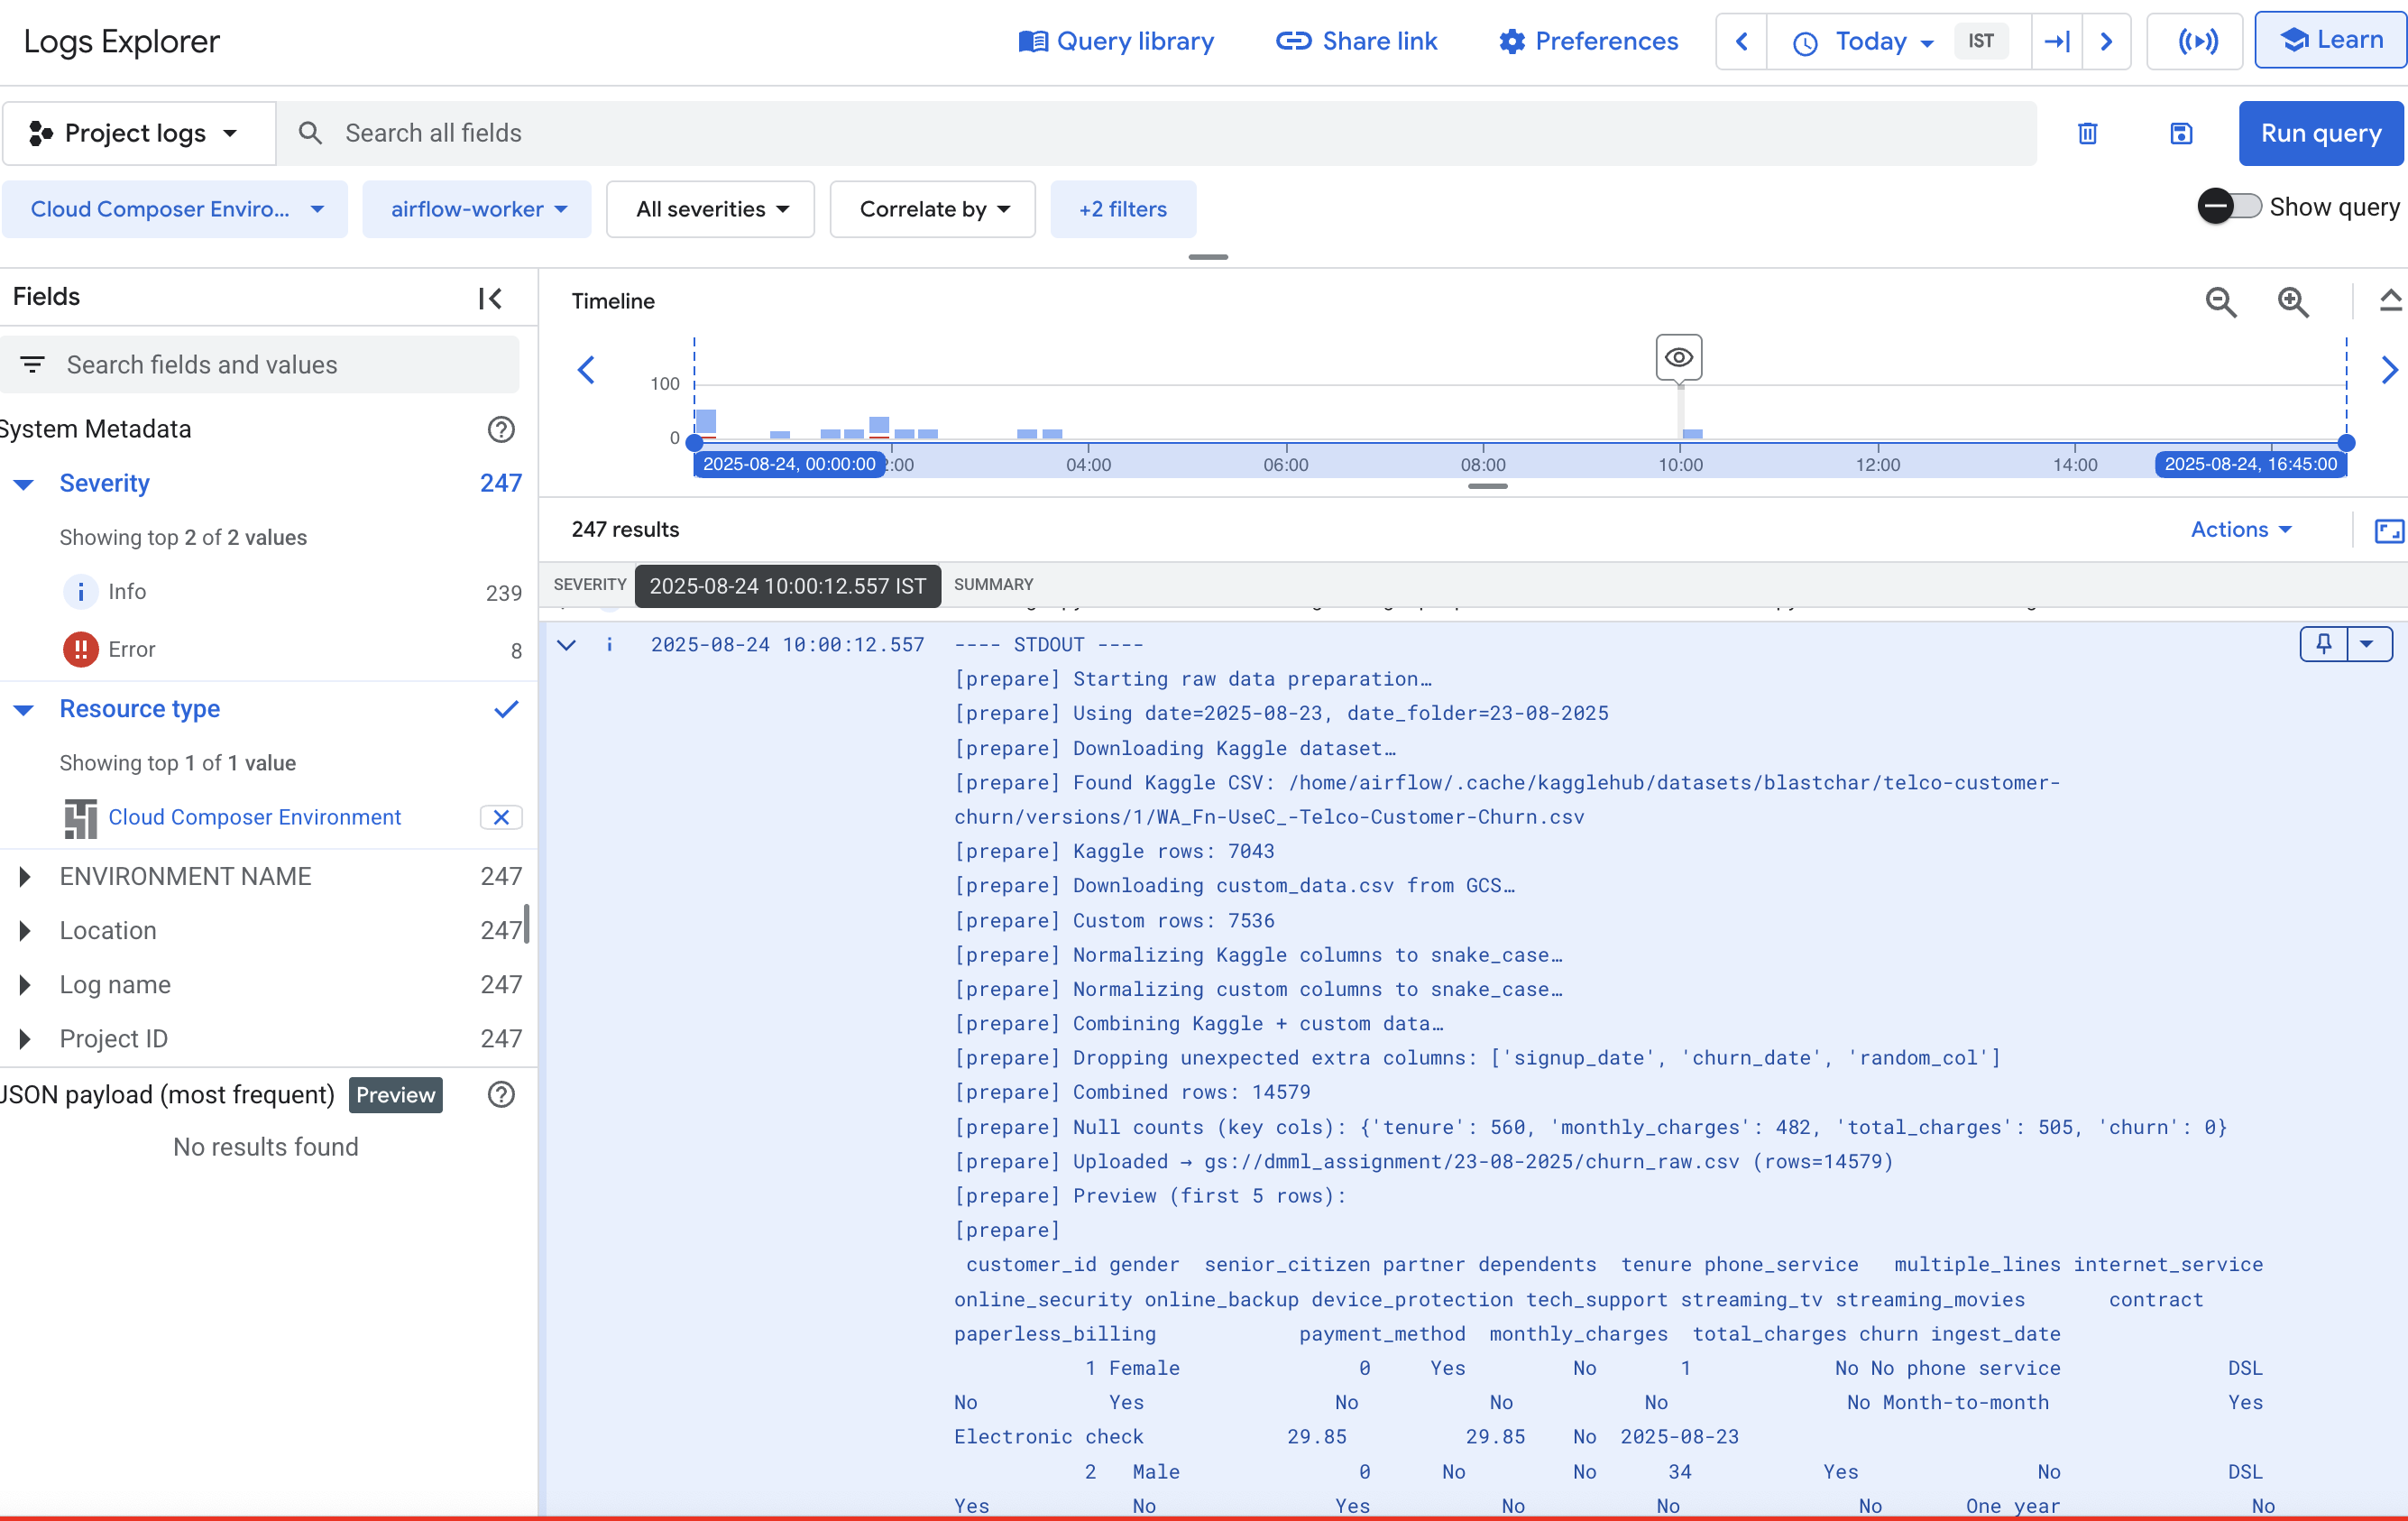 Logs Explorer
Query library
Share link
Preferences
Today
IST
Learn
Project logs
Search all fields
Run query
Cloud Composer Enviro...
airflow-worker
All severities
Correlate by
+2 filters
Show query
Fields
Search fields and values
System Metadata
Severity 247
Showing top 2 of 2 values
Info 239
Error 8
Resource type
Showing top 1 of 1 value
Cloud Composer Environment
ENVIRONMENT NAME 247
Location 247
Log name 247
Project ID 247
JSON payload (most frequent) Preview
No results found
Timeline
100
0
2025-08-24, 00:00:00
2:00
04:00
06:00
08:00
10:00
12:00
14:00
2025-08-24, 16:45:00
247 results
Actions
SEVERITY 2025-08-24 10:00:12.557 IST SUMMARY
2025-08-24 10:00:12.557 ---- STDOUT ----
[prepare] Starting raw data preparation…
[prepare] Using date=2025-08-23, date_folder=23-08-2025
[prepare] Downloading Kaggle dataset…
[prepare] Found Kaggle CSV: /home/airflow/.cache/kagglehub/datasets/blastchar/telco-customer-
churn/versions/1/WA_Fn-UseC_-Telco-Customer-Churn.csv
[prepare] Kaggle rows: 7043
[prepare] Downloading custom_data.csv from GCS…
[prepare] Custom rows: 7536
[prepare] Normalizing Kaggle columns to snake_case…
[prepare] Normalizing custom columns to snake_case…
[prepare] Combining Kaggle + custom data…
[prepare] Dropping unexpected extra columns: ['signup_date', 'churn_date', 'random_col']
[prepare] Combined rows: 14579
[prepare] Null counts (key cols): {'tenure': 560, 'monthly_charges': 482, 'total_charges': 505, 'churn': 0}
[prepare] Uploaded → gs://dmml_assignment/23-08-2025/churn_raw.csv (rows=14579)
[prepare] Preview (first 5 rows):
[prepare]
customer_id gender senior_citizen partner dependents tenure phone_service multiple_lines internet_service
online_security online_backup device_protection tech_support streaming_tv streaming_movies contract
paperless_billing payment_method monthly_charges total_charges churn ingest_date
1 Female 0 Yes No 1 No No phone service DSL
No Yes No No No No Month-to-month Yes
Electronic check 29.85 29.85 No 2025-08-23
2 Male 0 No No 34 Yes No DSL
Yes No Yes No No No One year No